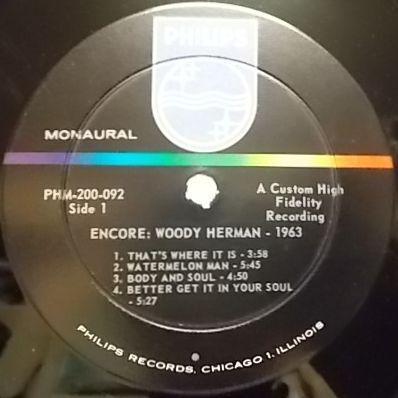 PHILIPS
MONAURAL
PHM-200-092
Side 1
A Custom High
Fidelity
Recording
ENCORE: WOODY HERMAN - 1963
1. THAT'S WHERE IT IS - 3:58
2. WATERMELON MAN - 5:45
3. BODY AND SOUL - 4:50
4. BETTER GET IT IN YOUR SOUL
- 5:27
PHILIPS RECORDS, CHICAGO 1, ILLINOIS